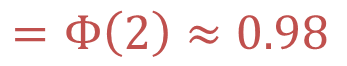 = Φ(2) ≈ 0.98